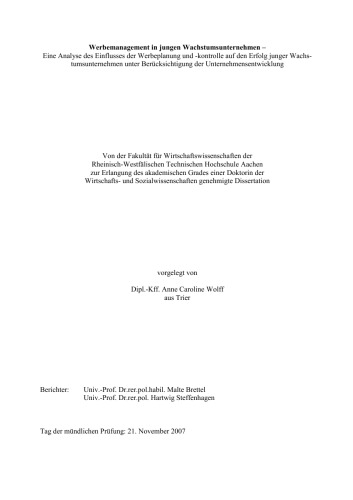 Werbemanagement in jungen Wachstumsunternehmen –
Eine Analyse des Einflusses der Werbeplanung und -kontrolle auf den Erfolg junger Wachs-
tumsunternehmen unter Berücksichtigung der Unternehmensentwicklung
Von der Fakultät für Wirtschaftswissenschaften der
Rheinisch-Westfälischen Technischen Hochschule Aachen
zur Erlangung des akademischen Grades einer Doktorin der
Wirtschafts- und Sozialwissenschaften genehmigte Dissertation
vorgelegt von
Dipl.-Kff. Anne Caroline Wolff
aus Trier
Berichter: Univ.-Prof. Dr.rer.pol.habil. Malte Brettel
Univ.-Prof. Dr.rer.pol. Hartwig Steffenhagen
Tag der mündlichen Prüfung: 21. November 2007